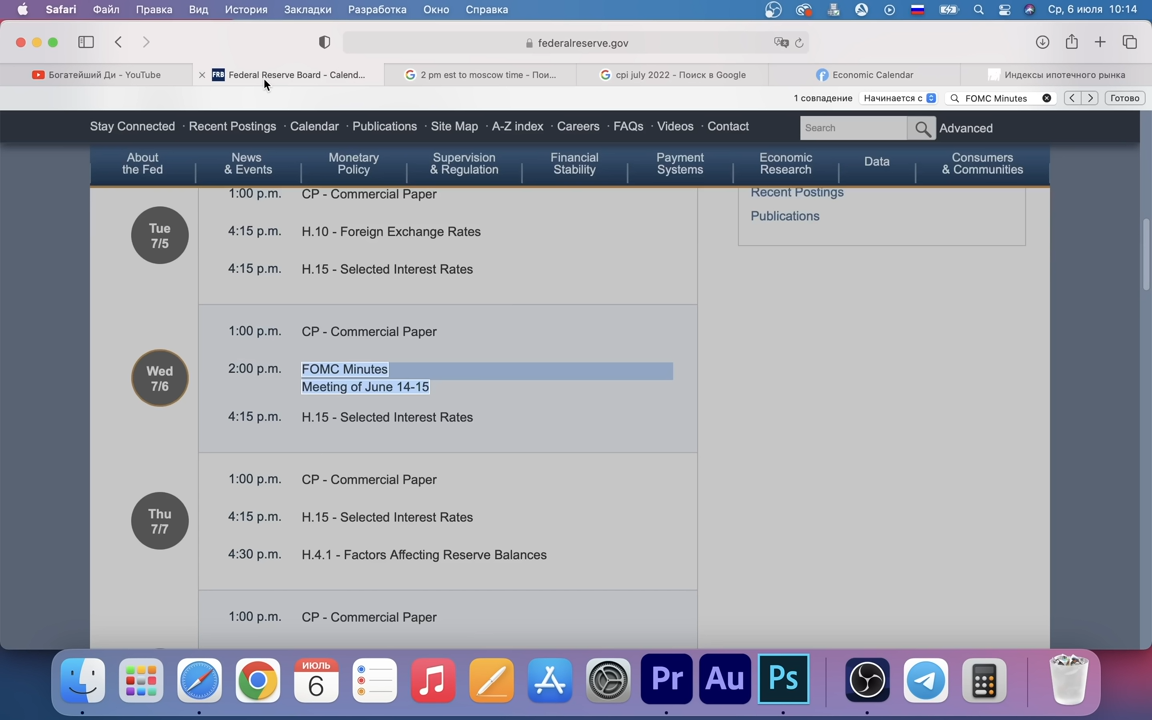 Safari Файл Правка Вид История Закладки Разработка Окно Справка Ср, 6 июля 10:14
federalreserve.gov
Богатейший Ди - YouTube
FRB Federal Reserve Board - Calend...
2 pm est to moscow time - Пои...
cpi july 2022 - Поиск в Google
Economic Calendar
Индексы ипотечного рынка
1 совпадение Начинается с FOMC Minutes Готово
Stay Connected · Recent Postings · Calendar · Publications · Site Map · A-Z index · Careers · FAQs · Videos · Contact
Search Advanced
About the Fed
News & Events
Monetary Policy
Supervision & Regulation
Financial Stability
Payment Systems
Economic Research
Data
Consumers & Communities
Recent Postings
Publications
Tue
7/5
1:00 p.m. CP - Commercial Paper
4:15 p.m. H.10 - Foreign Exchange Rates
4:15 p.m. H.15 - Selected Interest Rates
Wed
7/6
1:00 p.m. CP - Commercial Paper
2:00 p.m. FOMC Minutes
Meeting of June 14-15
4:15 p.m. H.15 - Selected Interest Rates
Thu
7/7
1:00 p.m. CP - Commercial Paper
4:15 p.m. H.15 - Selected Interest Rates
4:30 p.m. H.4.1 - Factors Affecting Reserve Balances
1:00 p.m. CP - Commercial Paper
ИЮЛЬ
6
Pr
Au
Ps